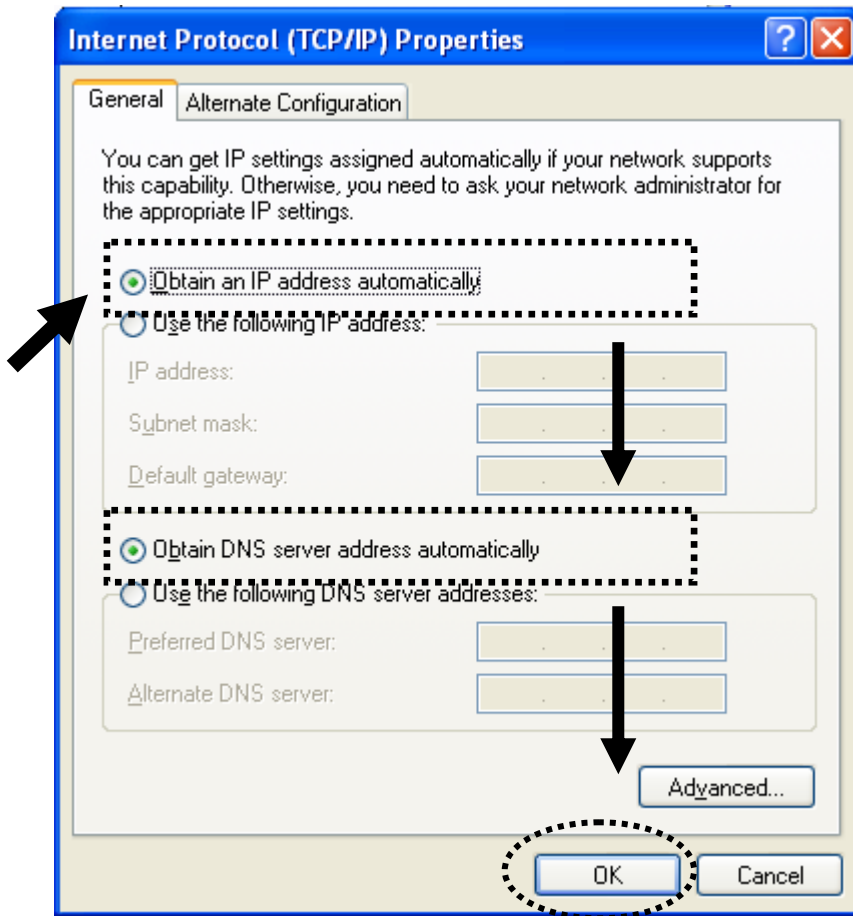 Internet Protocol (TCP/IP) Properties
?
General
Alternate Configuration
You can get IP settings assigned automatically if your network supports
this capability. Otherwise, you need to ask your network administrator for
the appropriate IP settings.
Obtain an IP address automatically
Use the following IP address:
IP address:
Subnet mask:
Default gateway:
Obtain DNS server address automatically
Use the following DNS server addresses:
Preferred DNS server:
Alternate DNS server:
Advanced...
OK
Cancel